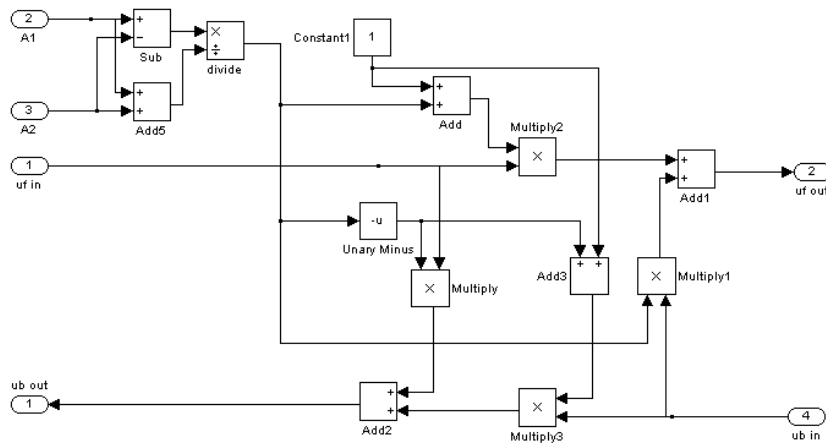 2
A1
+
−
Sub
×
÷
divide
Constant1
1
3
A2
+
+
Add5
+
+
Add
Multiply2
×
1
uf in
+
+
Add1
2
uf out
-u
Unary Minus
×
Multiply
+ +
Add3
×
Multiply1
ub out
1
+
+
Add2
×
Multiply3
4
ub in